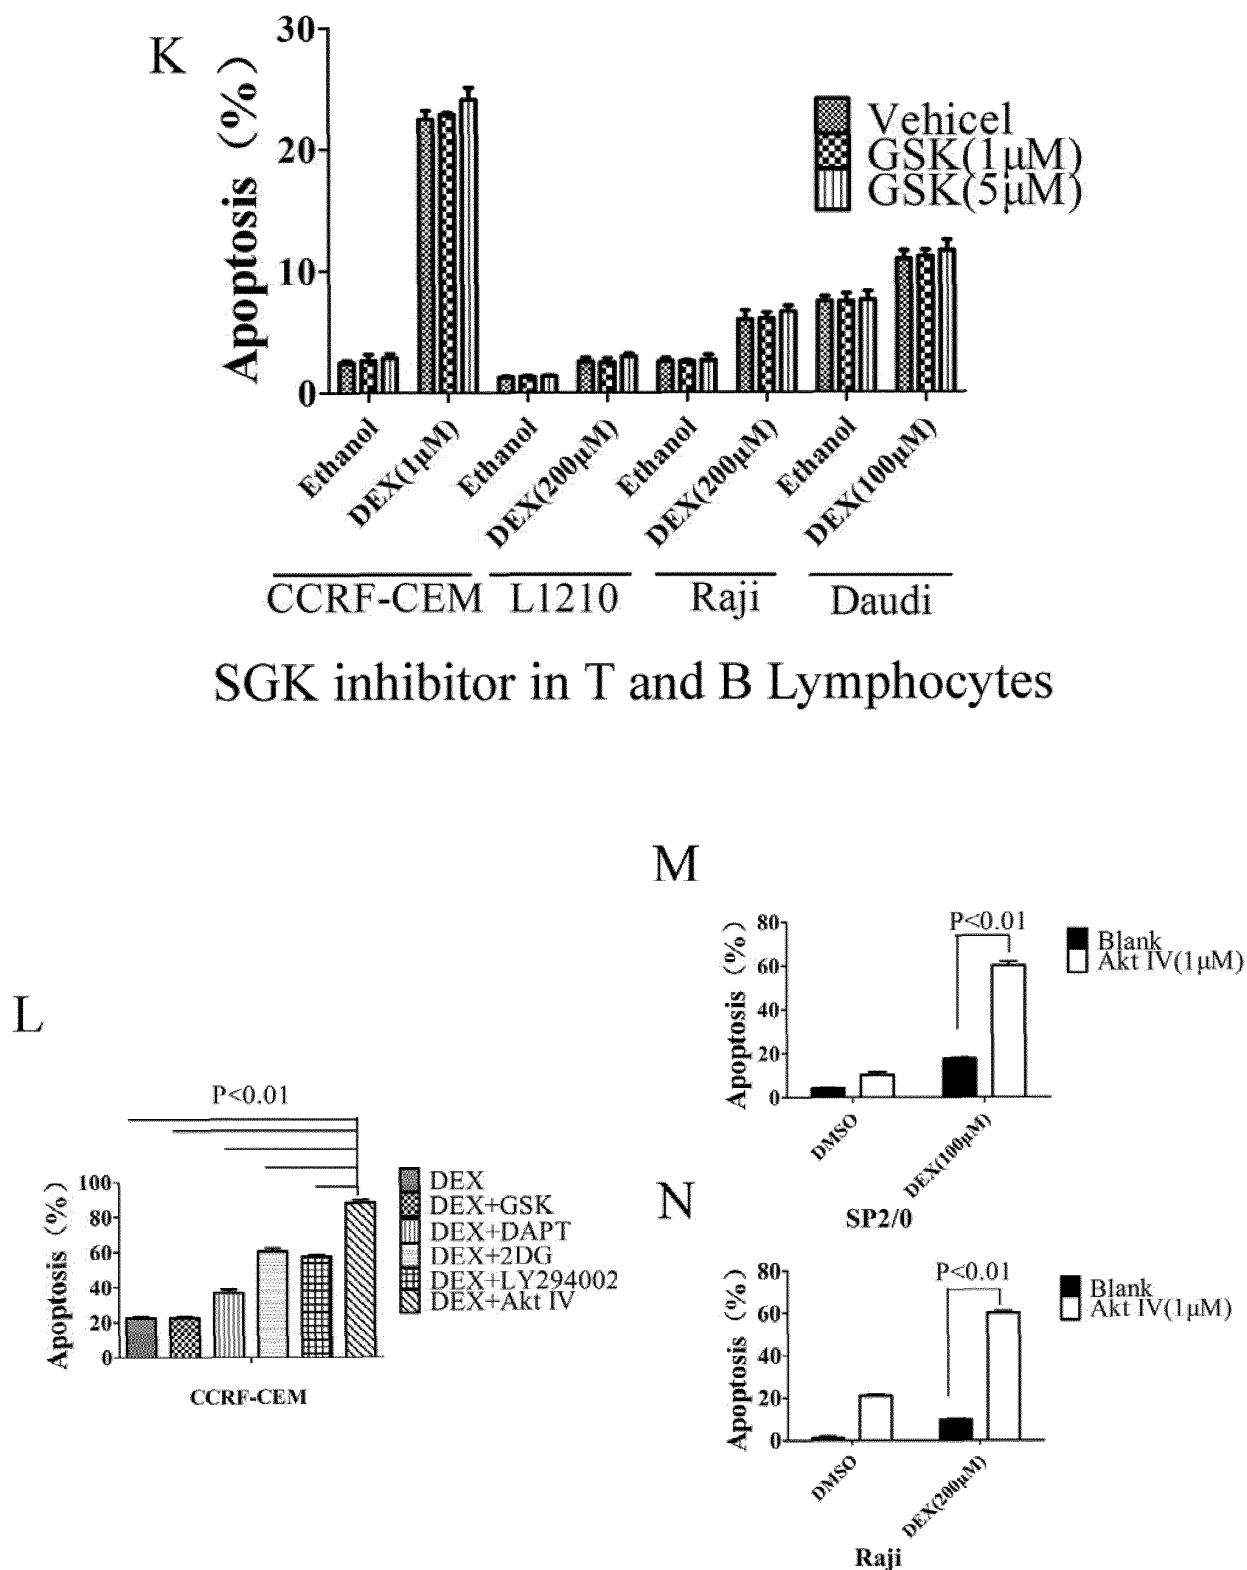 K
Apoptosis (%)
30
20
10
0
Vehicel
GSK(1μM)
GSK(5μM)
Ethanol
DEX(1μM)
Ethanol
DEX(200μM)
Ethanol
DEX(200μM)
Ethanol
DEX(100μM)
CCRF-CEM L1210 Raji Daudi
SGK inhibitor in T and B Lymphocytes
L
P<0.01
Apoptosis (%)
100
80
60
40
20
0
DEX
DEX+GSK
DEX+DAPT
DEX+2DG
DEX+LY294002
DEX+Akt IV
CCRF-CEM
M
P<0.01
Apoptosis (%)
80
60
40
20
0
Blank
Akt IV(1μM)
DMSO
DEX(100μM)
SP2/0
N
P<0.01
Apoptosis (%)
80
60
40
20
0
Blank
Akt IV(1μM)
DMSO
DEX(200μM)
Raji